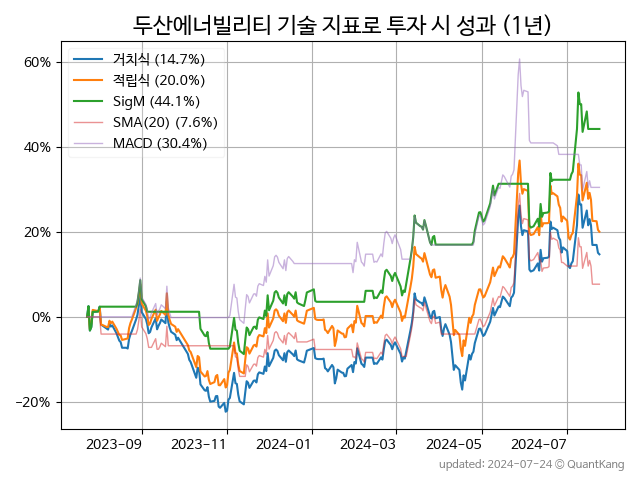 두산에너빌리티 기술 지표로 투자 시 성과 (1년)
거치식 (14.7%)
적립식 (20.0%)
SigM (44.1%)
SMA(20) (7.6%)
MACD (30.4%)
60%
40%
20%
0%
−20%
2023-09
2023-11
2024-01
2024-03
2024-05
2024-07
updated: 2024-07-24 © QuantKang